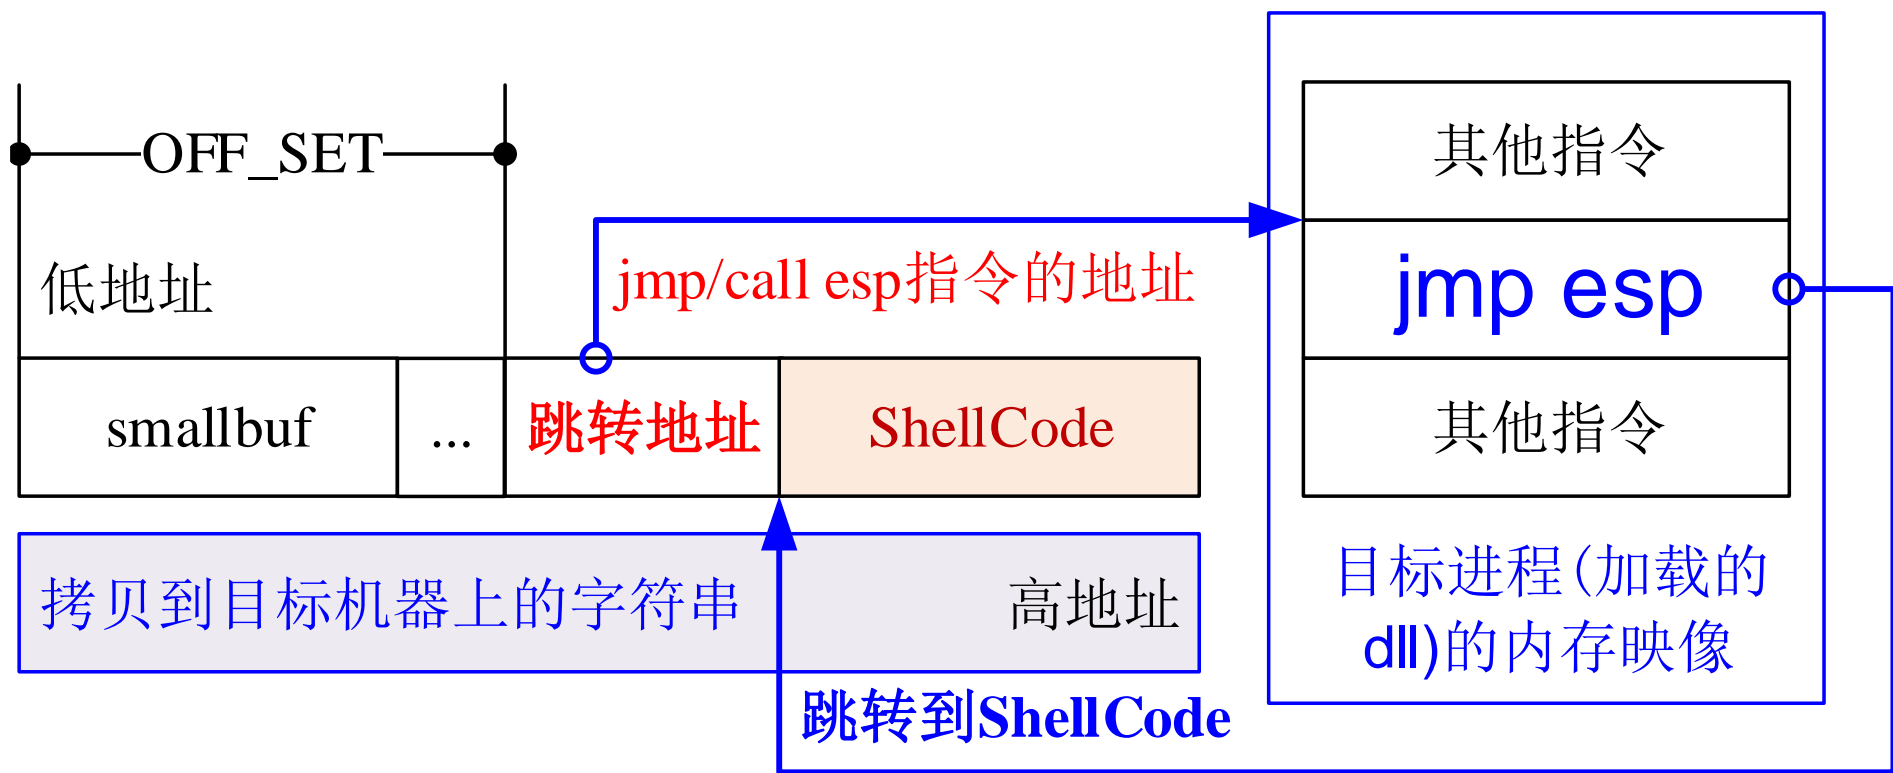 OFF_SET
其他指令
低地址
jmp/call esp指令的地址
jmp esp
smallbuf
...
跳转地址
ShellCode
其他指令
拷贝到目标机器上的字符串
高地址
目标进程(加载的
dll)的内存映像
跳转到ShellCode